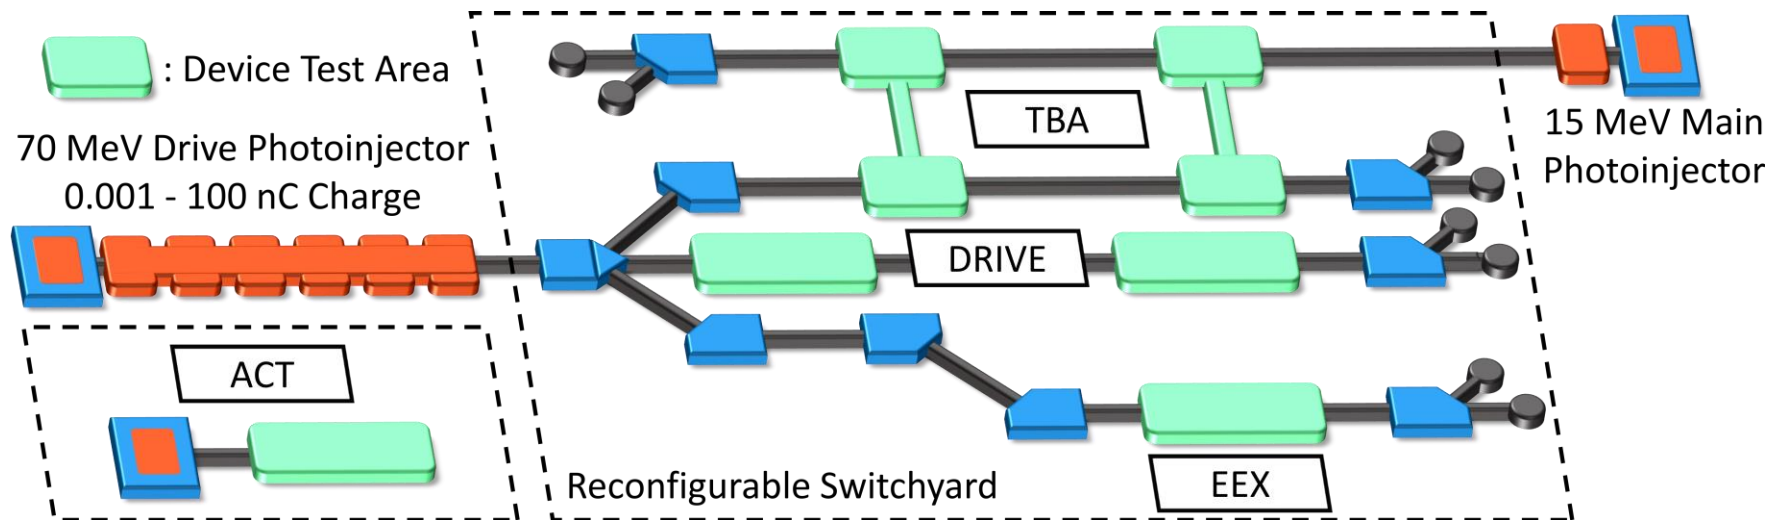 : Device Test Area
70 MeV Drive Photoinjector
0.001 - 100 nC Charge
TBA
15 MeV Main
Photoinjector
DRIVE
ACT
Reconfigurable Switchyard
EEX